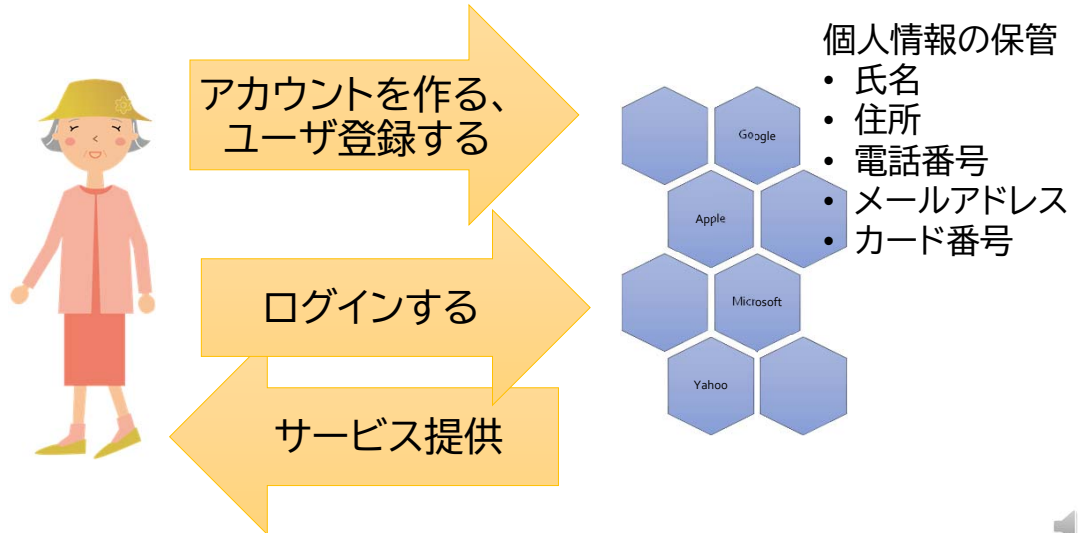 アカウントを作る、
ユーザ登録する
ログインする
サービス提供
Google
Apple
Microsoft
Yahoo
個人情報の保管
• 氏名
• 住所
• 電話番号
• メールアドレス
• カード番号